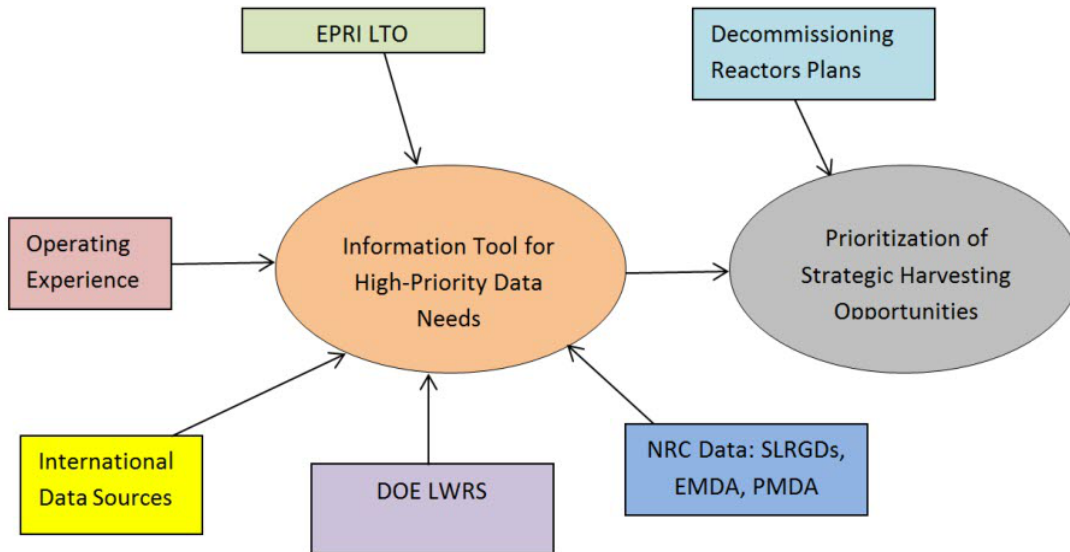 EPRI LTO
Decommissioning
Reactors Plans
Operating
Experience
Information Tool for
High-Priority Data
Needs
Prioritization of
Strategic Harvesting
Opportunities
International
Data Sources
DOE LWRS
NRC Data: SLRGDs,
EMDA, PMDA